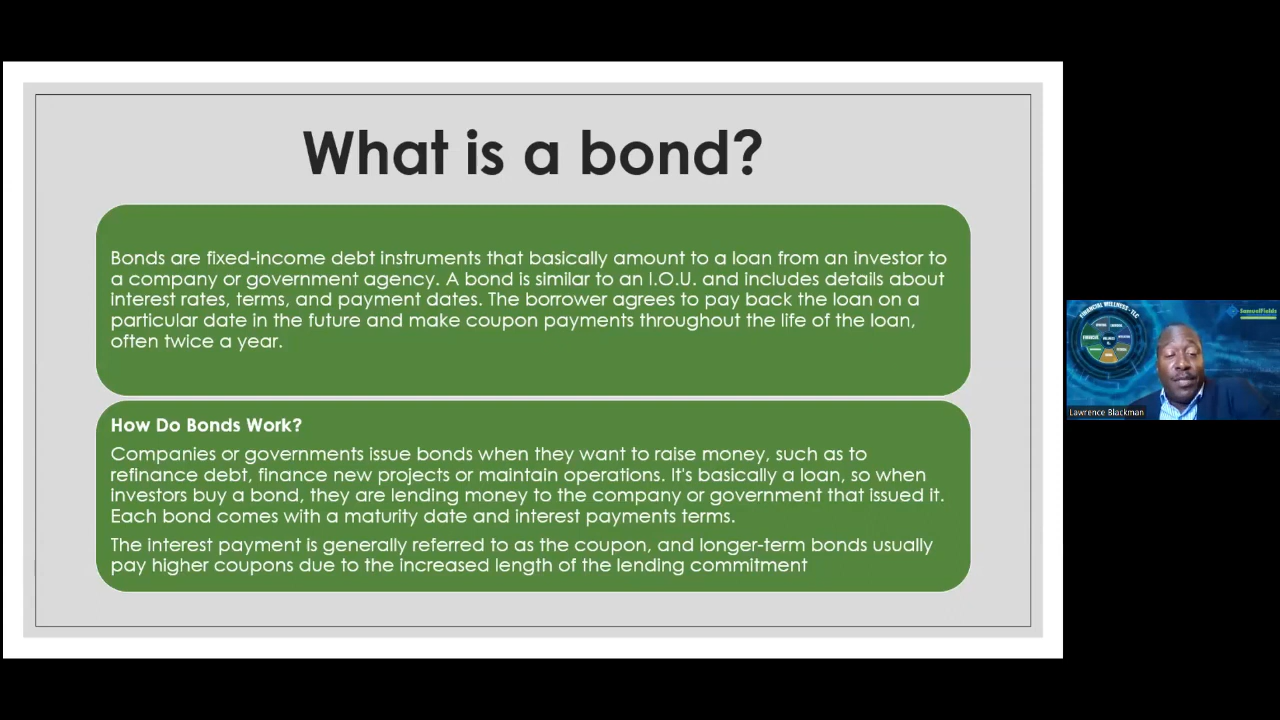 What is a bond?
Bonds are fixed-income debt instruments that basically amount to a loan from an investor to
a company or government agency. A bond is similar to an I.O.U. and includes details about
interest rates, terms, and payment dates. The borrower agrees to pay back the loan on a
particular date in the future and make coupon payments throughout the life of the loan,
often twice a year.
How Do Bonds Work?
Companies or governments issue bonds when they want to raise money, such as to
refinance debt, finance new projects or maintain operations. It's basically a loan, so when
investors buy a bond, they are lending money to the company or government that issued it.
Each bond comes with a maturity date and interest payments terms.
The interest payment is generally referred to as the coupon, and longer-term bonds usually
pay higher coupons due to the increased length of the lending commitment
FINANCIAL WELLNESS - TLC
SamuelFields
Lawrence Blackman